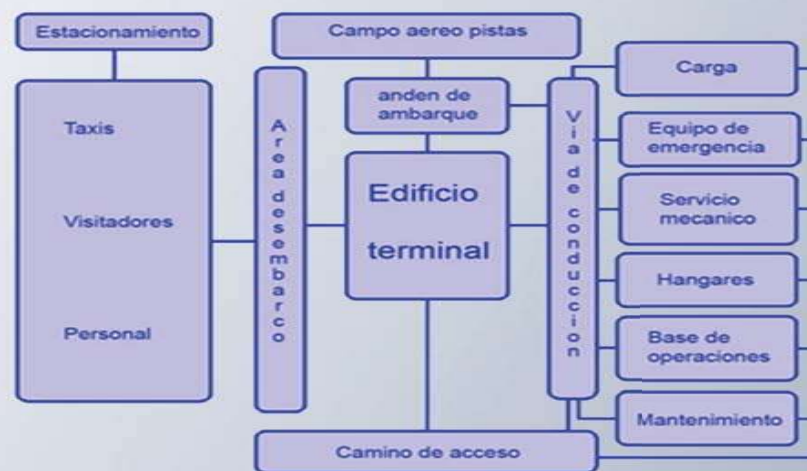 Estacionamiento
Campo aereo pistas
Carga
Taxis
Visitadores
Personal
Area desembarco
anden de
ambarque
Edificio
terminal
Via de conduccion
Equipo de
emergencia
Servicio
mecanico
Hangares
Base de
operaciones
Mantenimiento
Camino de acceso